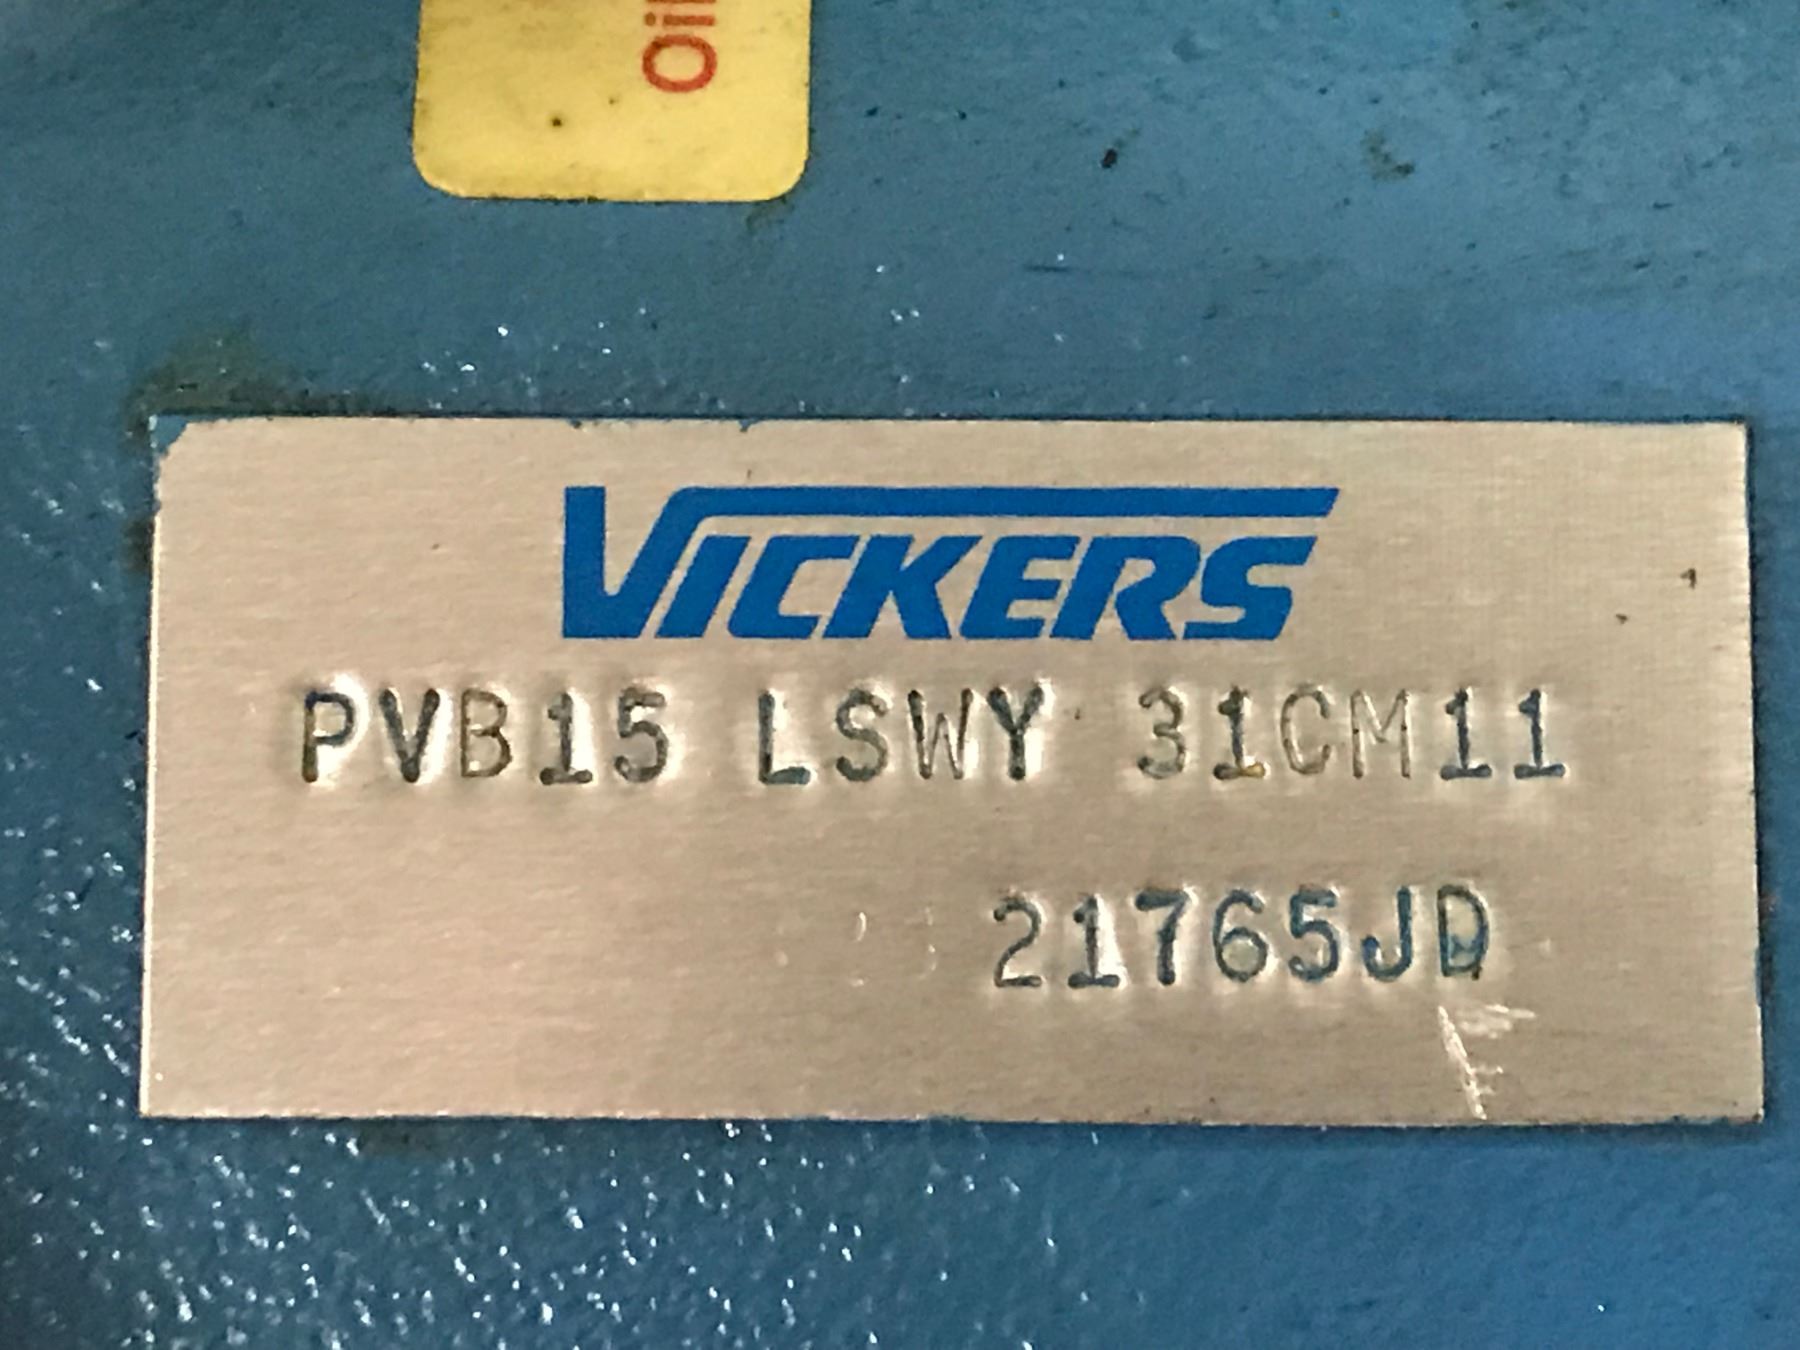 Oil
VICKERS
PVB15 LSWY 31CM11
21765JD